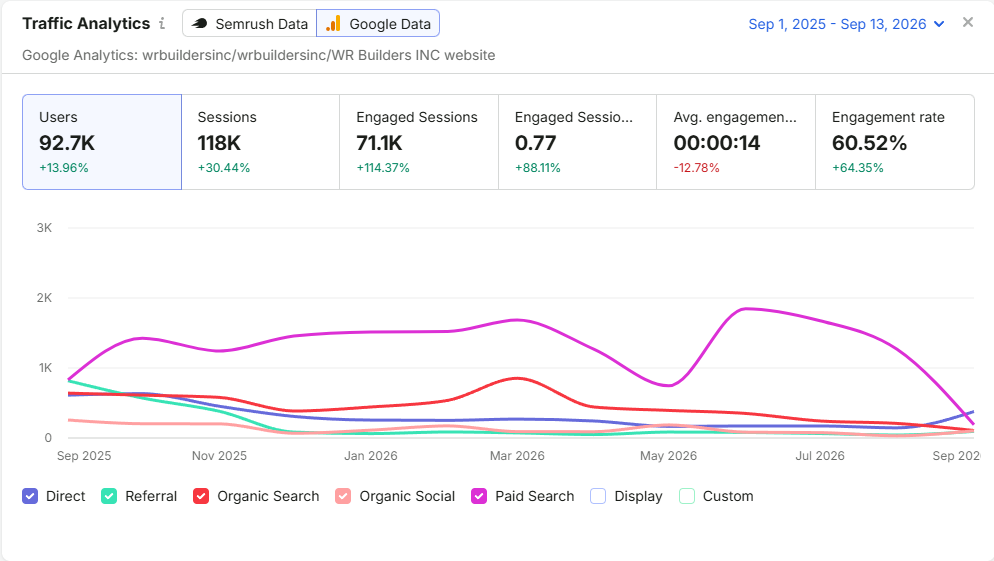 Traffic Analytics i Semrush Data Google Data Sep 1, 2025 - Sep 13, 2026
Google Analytics: wrbuildersinc/wrbuildersinc/WR Builders INC website
Users Sessions Engaged Sessions Engaged Sessio... Avg. engagemen... Engagement rate
92.7K 118K 71.1K 0.77 00:00:14 60.52%
+13.96% +30.44% +114.37% +88.11% -12.78% +64.35%
3K
2K
1K
0
Sep 2025 Nov 2025 Jan 2026 Mar 2026 May 2026 Jul 2026 Sep 202
Direct Referral Organic Search Organic Social Paid Search Display Custom